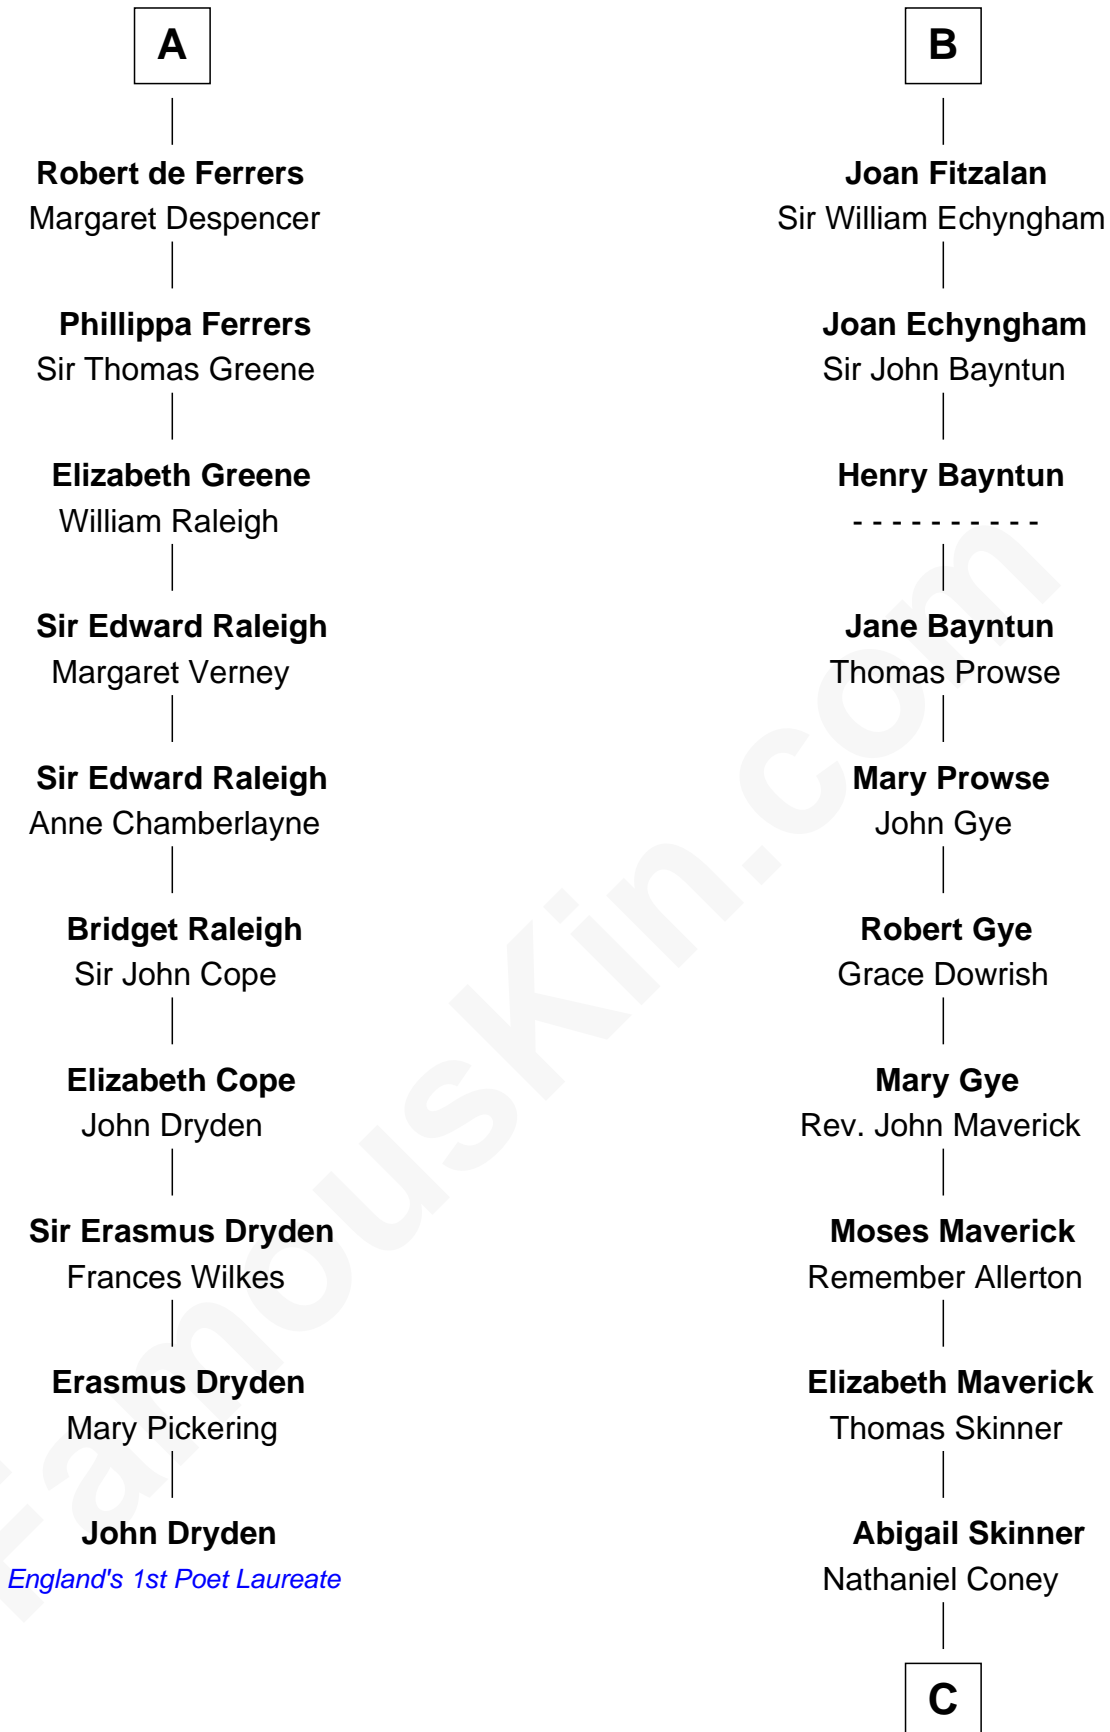 A
Robert de Ferrers
Margaret Despencer
Phillippa Ferrers
Sir Thomas Greene
Elizabeth Greene
William Raleigh
Sir Edward Raleigh
Margaret Verney
Sir Edward Raleigh
Anne Chamberlayne
Bridget Raleigh
Sir John Cope
Elizabeth Cope
John Dryden
Sir Erasmus Dryden
Frances Wilkes
Erasmus Dryden
Mary Pickering
John Dryden
England's 1st Poet Laureate
B
Joan Fitzalan
Sir William Echyngham
Joan Echyngham
Sir John Bayntun
Henry Bayntun
- - - - - - - - - -
Jane Bayntun
Thomas Prowse
Mary Prowse
John Gye
Robert Gye
Grace Dowrish
Mary Gye
Rev. John Maverick
Moses Maverick
Remember Allerton
Elizabeth Maverick
Thomas Skinner
Abigail Skinner
Nathaniel Coney
C
FamousKin.com